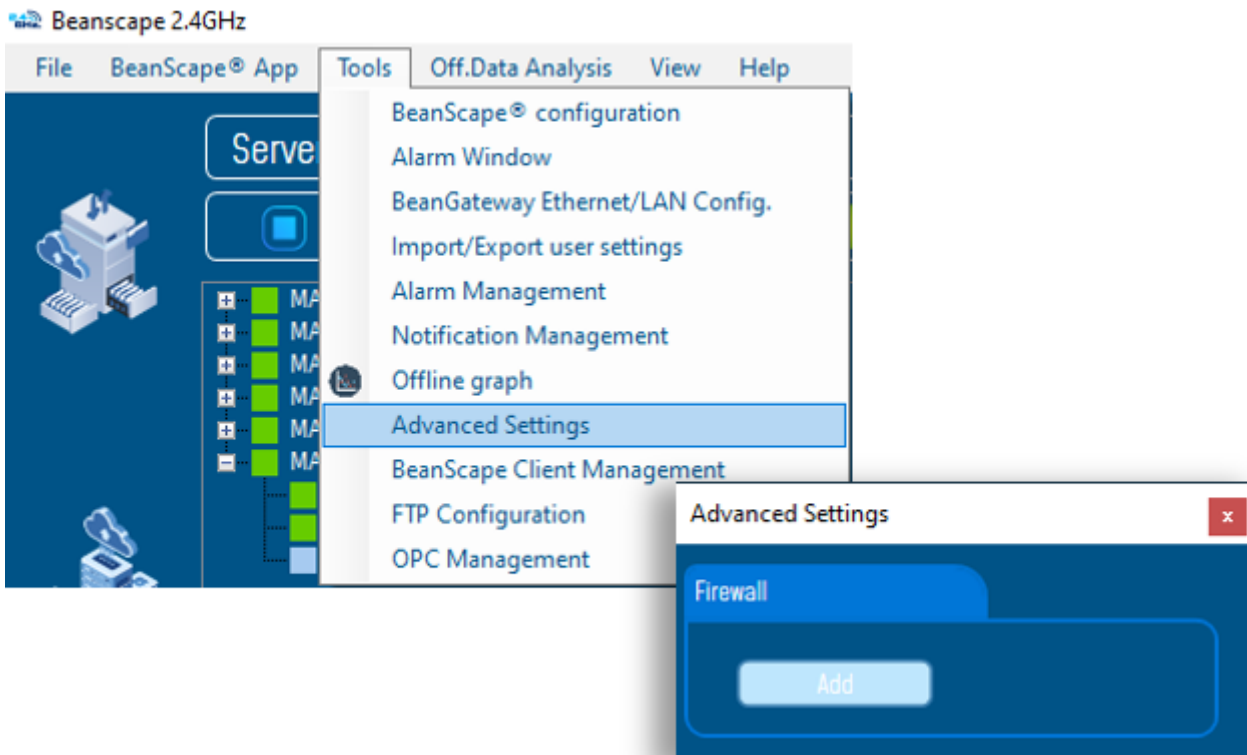 Beanscape 2.4GHz
File BeanScape® App Tools Off.Data Analysis View Help
BeanScape® configuration
Alarm Window
BeanGateway Ethernet/LAN Config.
Import/Export user settings
Alarm Management
Notification Management
Offline graph
Advanced Settings
BeanScape Client Management
FTP Configuration
OPC Management
MA
MA
MA
MA
MA
MA
Advanced Settings
Firewall
Add